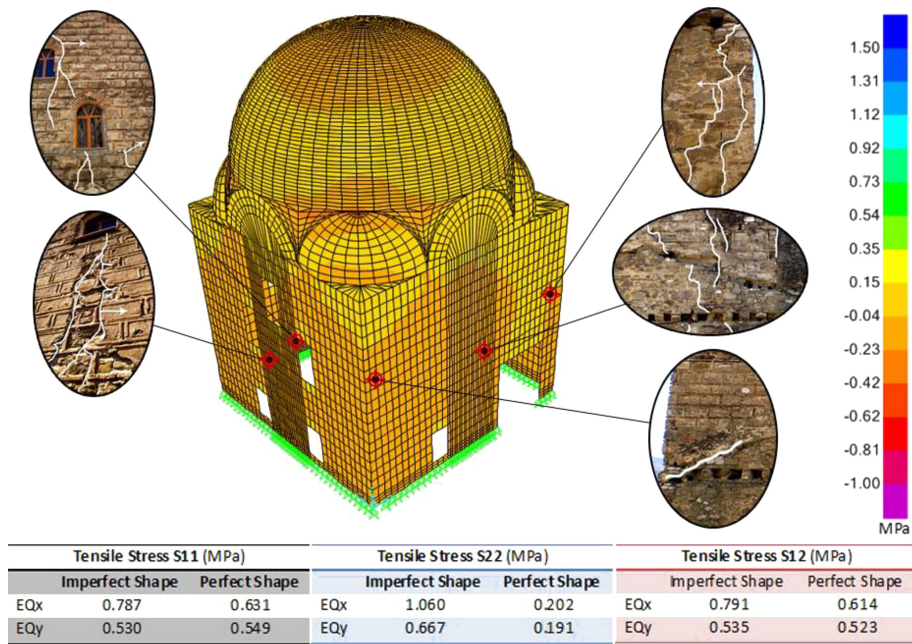 1.50
1.31
1.12
0.92
0.73
0.54
0.35
0.15
-0.04
-0.23
-0.42
-0.62
-0.81
-1.00
MPa
Tensile Stress S11 (MPa)
Imperfect Shape Perfect Shape
EQx 0.787 0.631
EQy 0.530 0.549
Tensile Stress S22 (MPa)
Imperfect Shape Perfect Shape
EQx 1.060 0.202
EQy 0.667 0.191
Tensile Stress S12 (MPa)
Imperfect Shape Perfect Shape
EQx 0.791 0.614
EQy 0.535 0.523